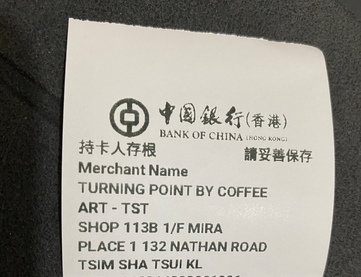 中國銀行(香港)
BANK OF CHINA (HONG KONG)
持卡人存根 請妥善保存
Merchant Name
TURNING POINT BY COFFEE
ART - TST
SHOP 113B 1/F MIRA
PLACE 1 132 NATHAN ROAD
TSIM SHA TSUI KL